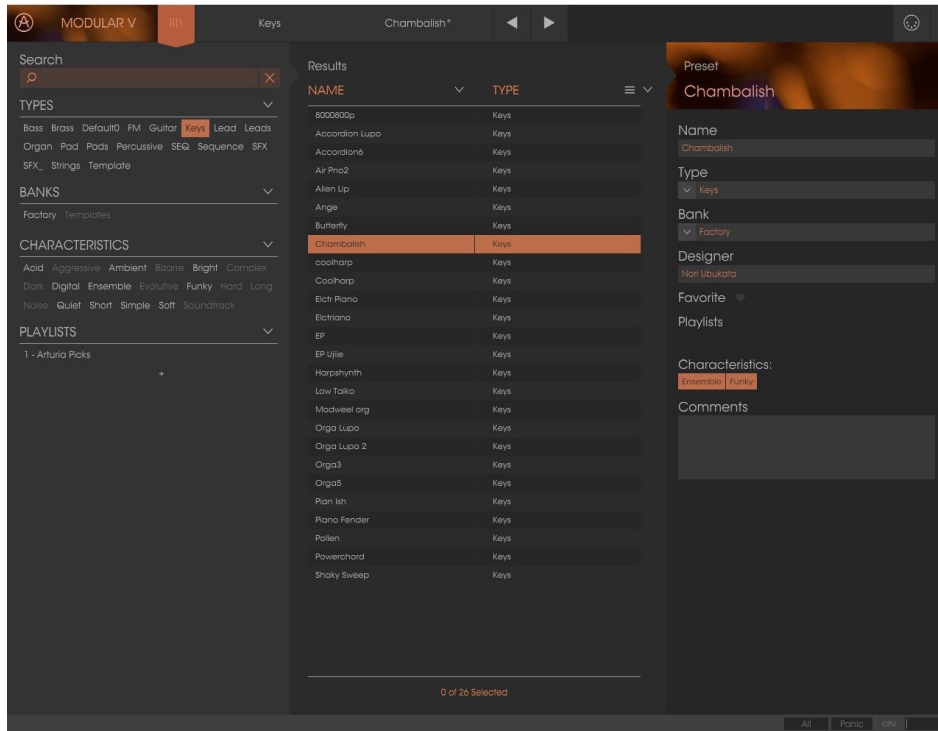 MODULAR V
Keys
Chambalish*
Search
TYPES
Bass Brass Default0 FM Guitar Keys Lead Leads
Organ Pad Pads Percussive SEQ Sequence SFX
SFX_ Strings Template
BANKS
Factory Templates
CHARACTERISTICS
Acid Aggressive Ambient Bizarre Bright Complex
Dark Digital Ensemble Evolutive Funky Hard Long
Noise Quiet Short Simple Soft Soundtrack
PLAYLISTS
1 - Arturia Picks
+
Results
NAME TYPE
8000800p Keys
Accordion Lupo Keys
Accordion6 Keys
Air Pno2 Keys
Alien Lip Keys
Ange Keys
Butterfly Keys
Chambalish Keys
coolharp Keys
Coolharp Keys
Elctr Piano Keys
Elctriano Keys
EP Keys
EP Ujiie Keys
Harpshynth Keys
Low Taiko Keys
Modweel org Keys
Orga Lupo Keys
Orga Lupo 2 Keys
Orga3 Keys
Orga5 Keys
Pian Ish Keys
Piano Fender Keys
Pollen Keys
Powerchord Keys
Shaky Sweep Keys
0 of 26 Selected
Preset
Chambalish
Name
Chambalish
Type
Keys
Bank
Factory
Designer
Nori Ubukata
Favorite
Playlists
Characteristics:
Ensemble Funky
Comments
All Panic CPU